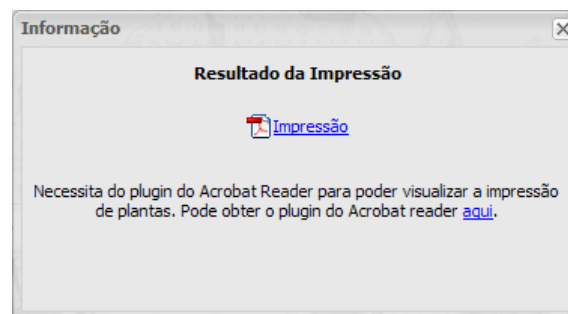 Informação
Resultado da Impressão
Impressão
Necessita do plugin do Acrobat Reader para poder visualizar a impressão
de plantas. Pode obter o plugin do Acrobat reader aqui.